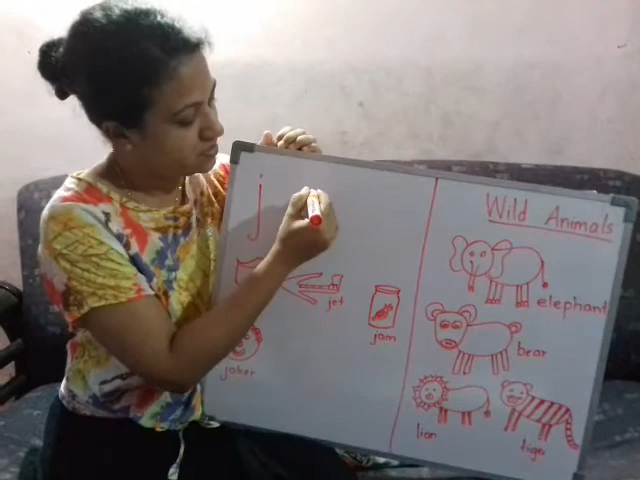 j
jet
jam
joker
Wild Animals
elephant
bear
lion
tiger